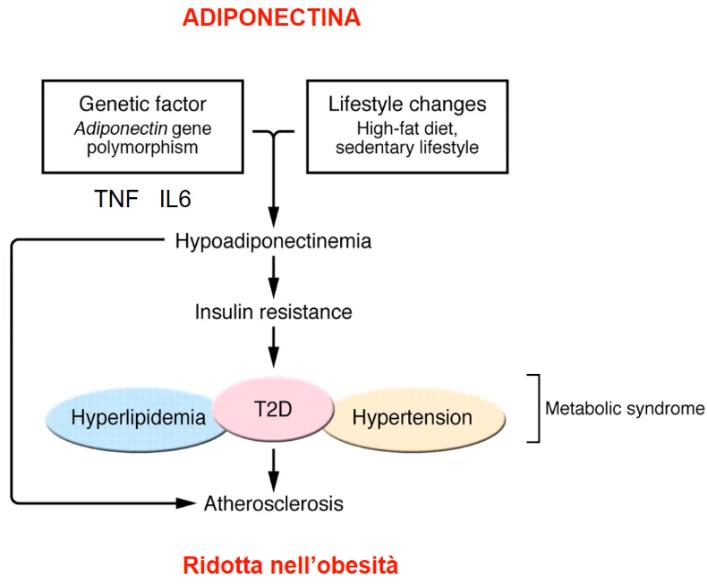 ADIPONECTINA
Genetic factor
Adiponectin gene
polymorphism
Lifestyle changes
High-fat diet,
sedentary lifestyle
TNF IL6
Hypoadiponectinemia
Insulin resistance
Hyperlipidemia
T2D
Hypertension
Metabolic syndrome
Atherosclerosis
Ridotta nell'obesità